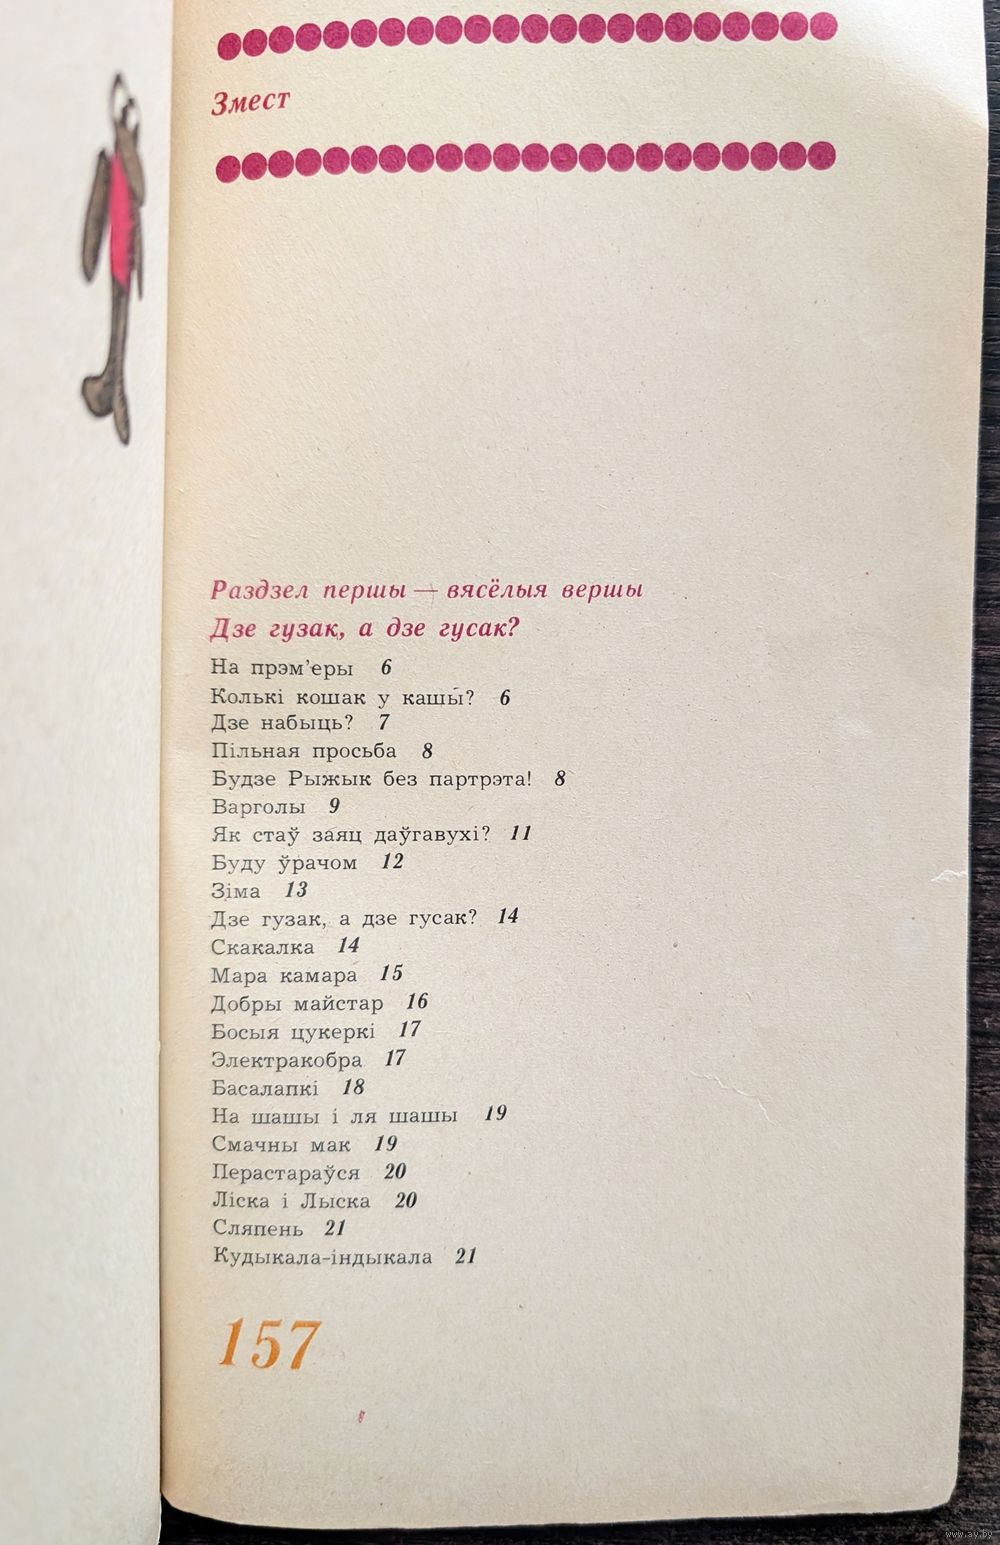 Змест
Раздзел першы — вясёлыя вершы
Дзе гузак, а дзе гусак?
На прэм’еры 6
Колькі кошак у кашы́? 6
Дзе набыць? 7
Пільная просьба 8
Будзе Рыжык без партрэта! 8
Варголы 9
Як стаў заяц даўгавухі? 11
Буду ўрачом 12
Зіма 13
Дзе гузак, а дзе гусак? 14
Скакалка 14
Мара камара 15
Добры майстар 16
Босыя цукеркі 17
Электракобра 17
Басалапкі 18
На шашы і ля шашы 19
Смачны мак 19
Перастараўся 20
Ліска і Лыска 20
Сляпень 21
Кудыкала-індыкала 21
157
www.ay.by